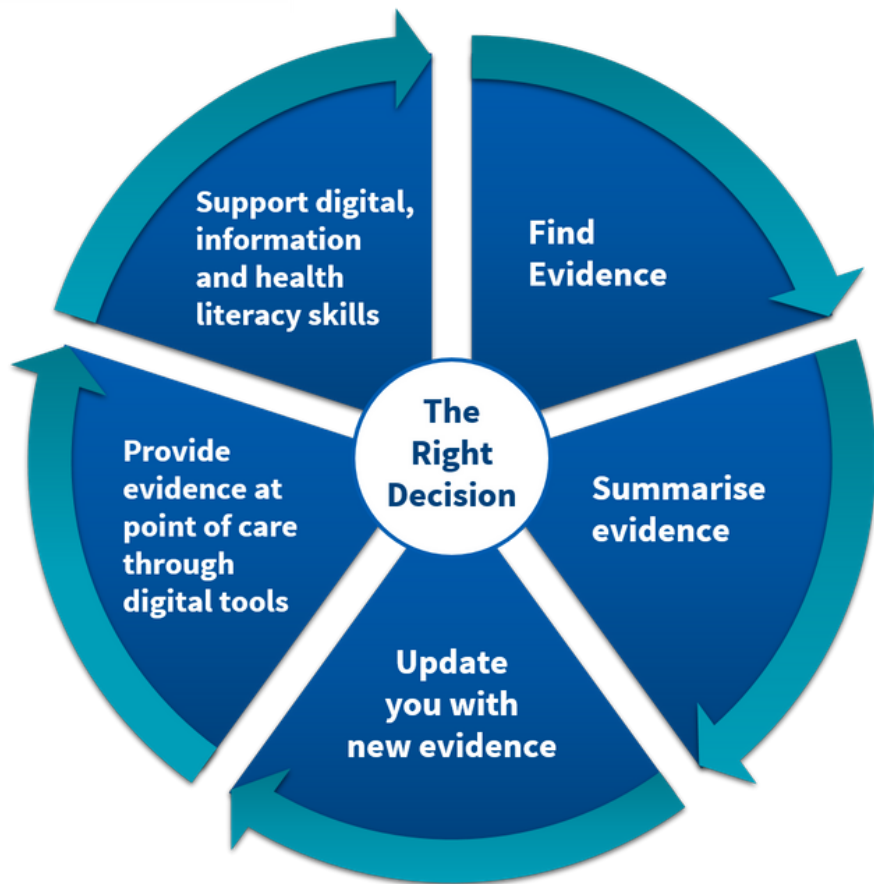 Support digital,
information
and health
literacy skills
Find
Evidence
The
Right
Decision
Provide
evidence at
point of care
through
digital tools
Summarise
evidence
Update
you with
new evidence